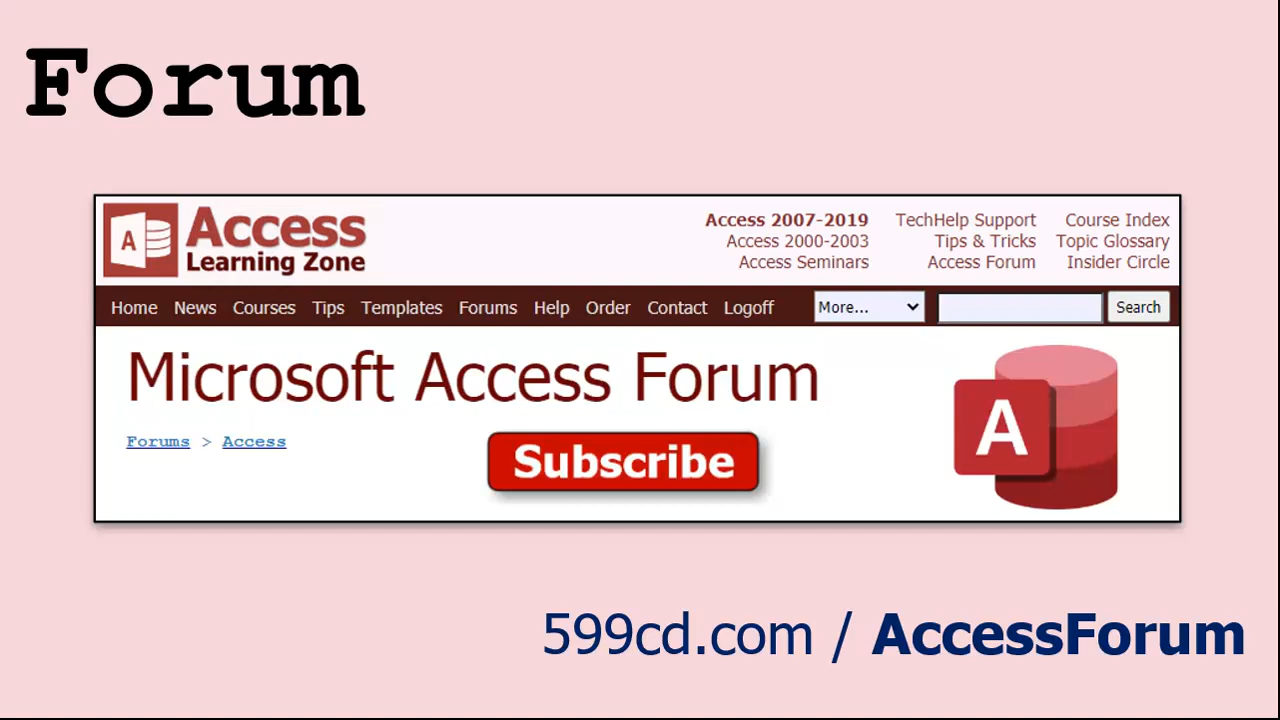 Forum
A
Access
Learning Zone
Access 2007-2019 TechHelp Support Course Index
Access 2000-2003 Tips & Tricks Topic Glossary
Access Seminars Access Forum Insider Circle
Home News Courses Tips Templates Forums Help Order Contact Logoff More... Search
Microsoft Access Forum
Forums > Access
Subscribe
A
599cd.com / AccessForum